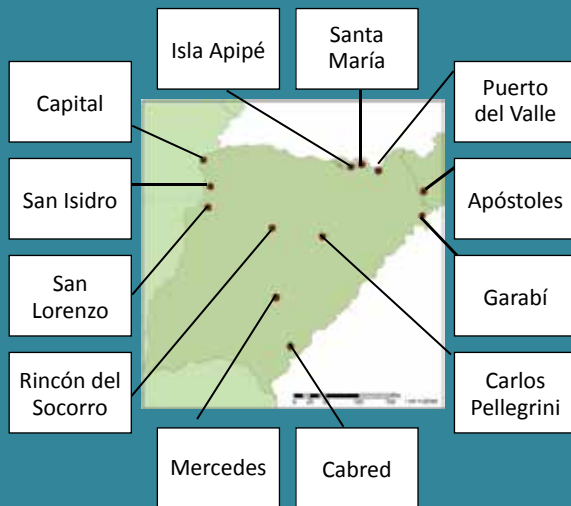 Isla Apipé
Santa
María
Capital
Puerto
del Valle
San Isidro
Apóstoles
San
Lorenzo
Garabí
Rincón del
Socorro
Carlos
Pellegrini
Mercedes
Cabred